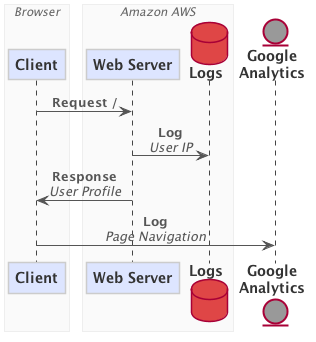 Browser
Amazon AWS
Client
Web Server
Logs
Google
Analytics
Request /
Log
User IP
Response
User Profile
Log
Page Navigation
Client
Web Server
Logs
Google
Analytics